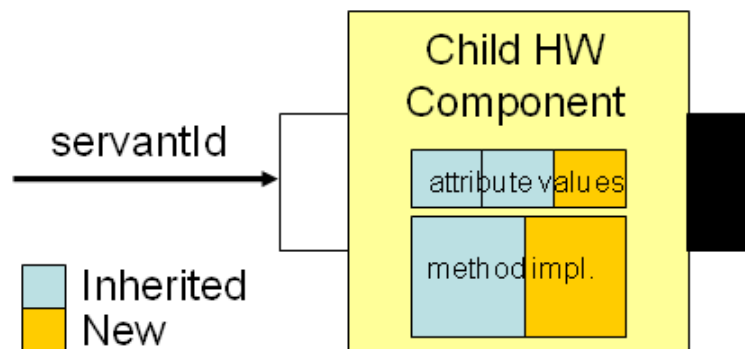 Child HW
Component
servantId
attribute values
method impl.
Inherited
New